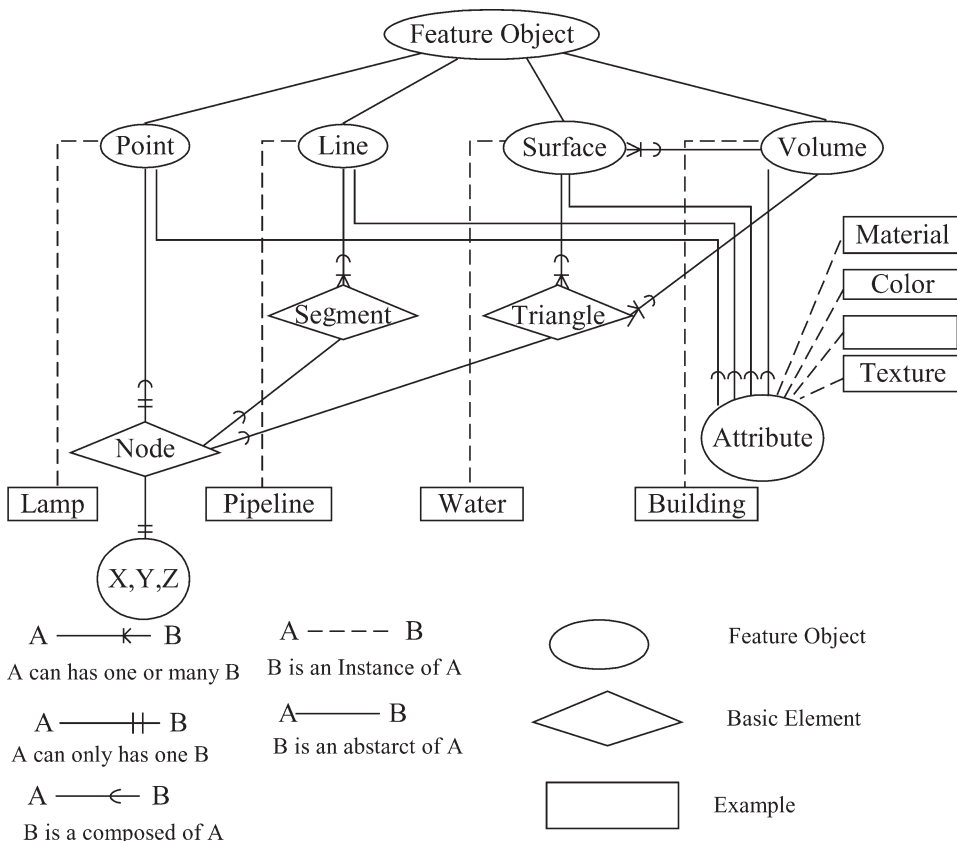 Feature Object
Point
Line
Surface
Volume
Material
Color
Texture
Segment
Triangle
Node
Attribute
Lamp
Pipeline
Water
Building
X,Y,Z
A B
A can has one or many B
A B
B is an Instance of A
Feature Object
A B
A can only has one B
A B
B is an abstarct of A
Basic Element
A B
B is a composed of A
Example